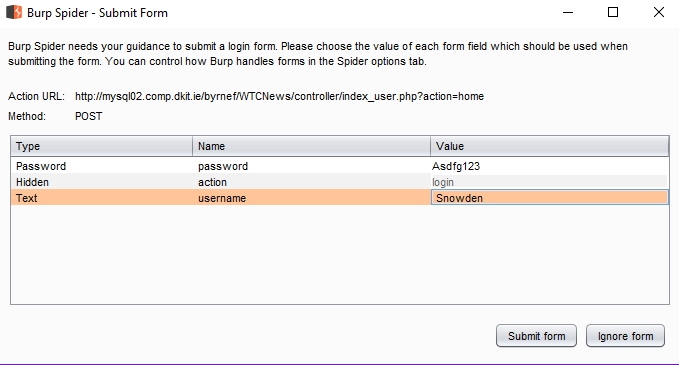 Burp Spider - Submit Form
Burp Spider needs your guidance to submit a login form. Please choose the value of each form field which should be used when
submitting the form. You can control how Burp handles forms in the Spider options tab.
Action URL: http://mysql02.comp.dkit.ie/byrnef/WTCNews/controller/index_user.php?action=home
Method: POST
Type Name Value
Password password Asdfg123
Hidden action login
Text username Snowden
Submit form Ignore form